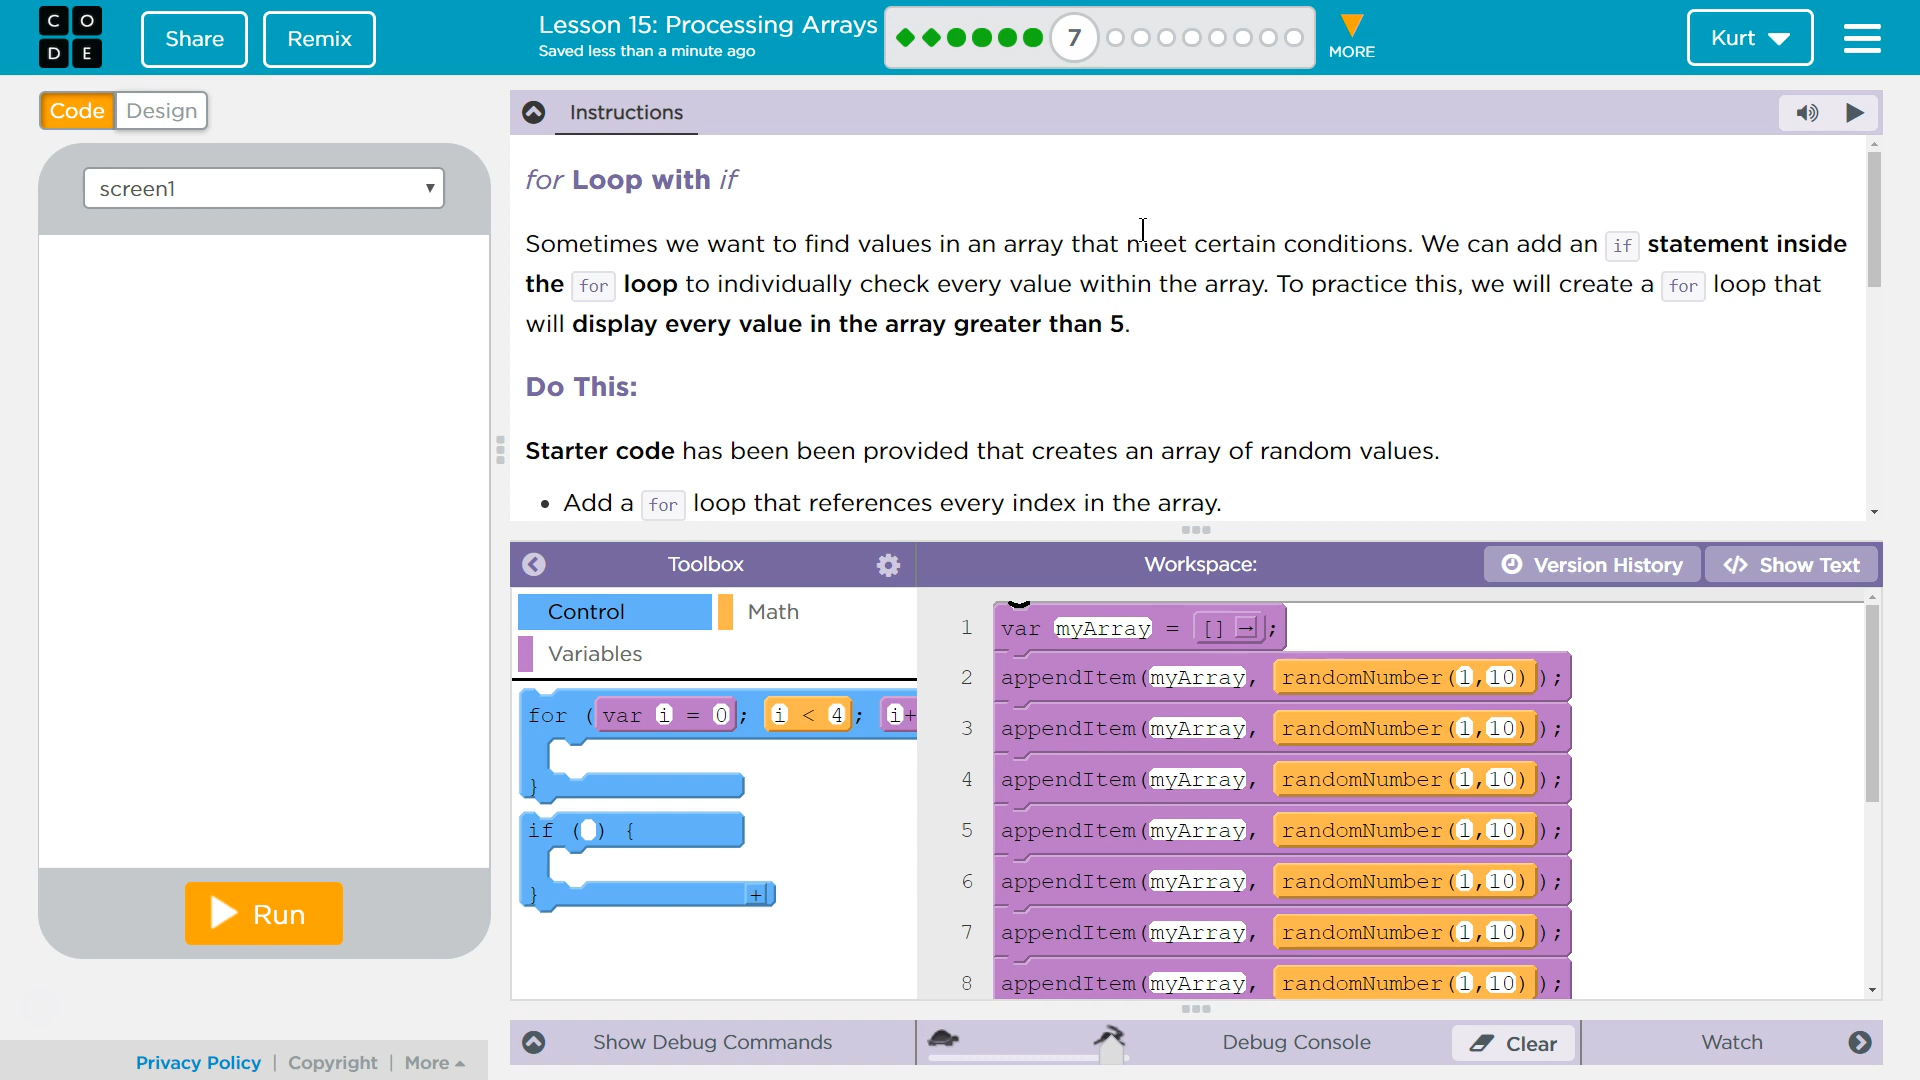 C O D E
Share
Remix
Lesson 15: Processing Arrays
Saved less than a minute ago
7
MORE
Kurt
Code
Design
screen1
Run
Instructions
for Loop with if
Sometimes we want to find values in an array that meet certain conditions. We can add an if statement inside
the for loop to individually check every value within the array. To practice this, we will create a for loop that
will display every value in the array greater than 5.
Do This:
Starter code has been been provided that creates an array of random values.
• Add a for loop that references every index in the array.
Toolbox
Workspace:
Version History
</> Show Text
Control
Math
Variables
for (var i = 0; i < 4; i+
}
if ( ) {
} +
1 var myArray = [] → ;
2 appendItem(myArray, randomNumber(1,10));
3 appendItem(myArray, randomNumber(1,10));
4 appendItem(myArray, randomNumber(1,10));
5 appendItem(myArray, randomNumber(1,10));
6 appendItem(myArray, randomNumber(1,10));
7 appendItem(myArray, randomNumber(1,10));
8 appendItem(myArray, randomNumber(1,10));
Show Debug Commands
Debug Console
Clear
Watch
Privacy Policy | Copyright | More